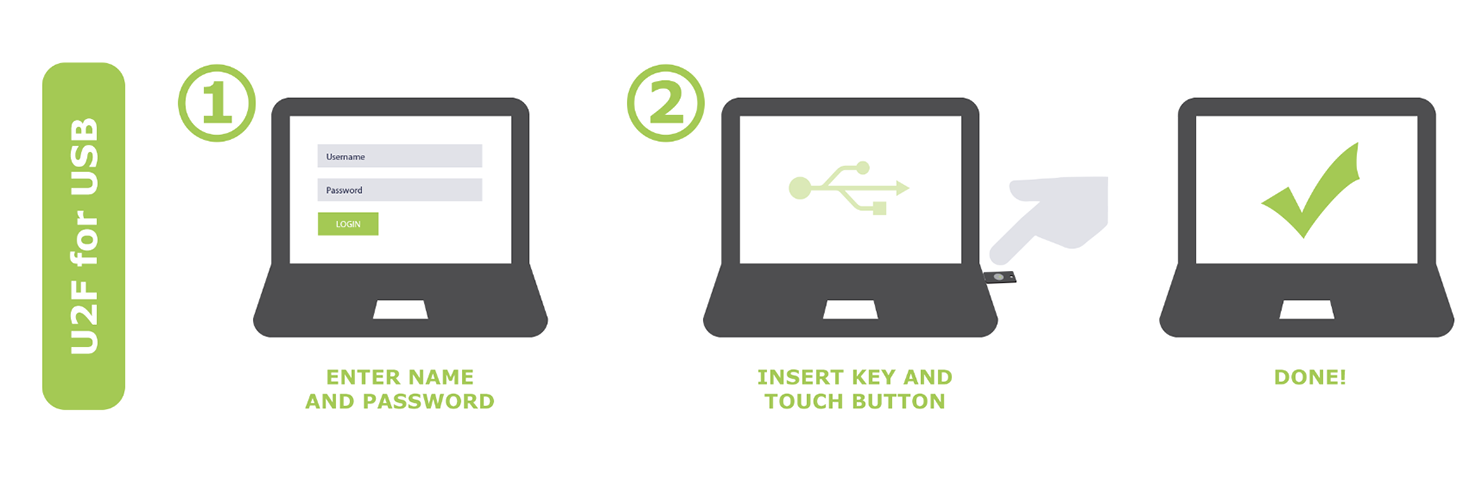 U2F for USB
1
Username
Password
LOGIN
ENTER NAME
AND PASSWORD
2
INSERT KEY AND
TOUCH BUTTON
DONE!